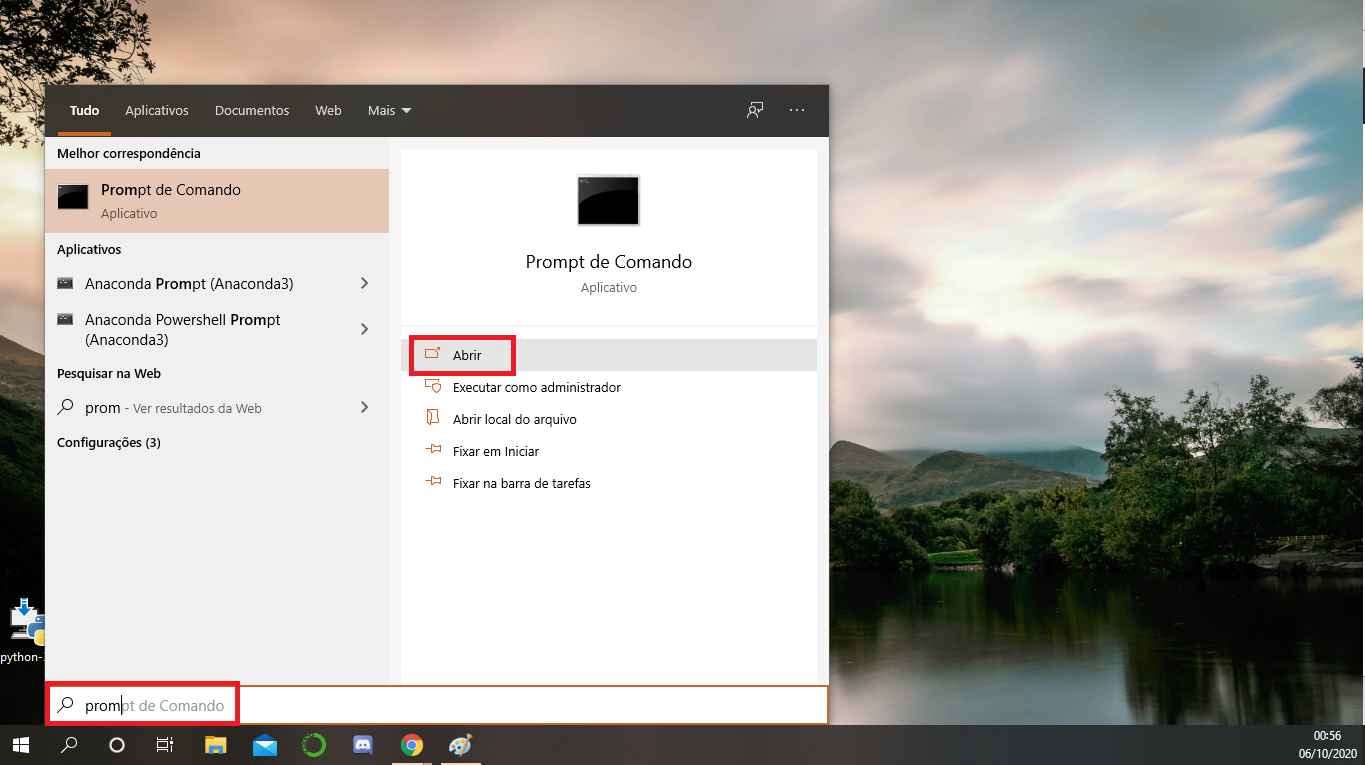 Tudo Aplicativos Documentos Web Mais
Melhor correspondência
Prompt de Comando
Aplicativo
Aplicativos
Anaconda Prompt (Anaconda3)
Anaconda Powershell Prompt
(Anaconda3)
Pesquisar na Web
prom - Ver resultados da Web
Configurações (3)
Prompt de Comando
Aplicativo
Abrir
Executar como administrador
Abrir local do arquivo
Fixar em Iniciar
Fixar na barra de tarefas
python-
prompt de Comando
00:56
06/10/2020